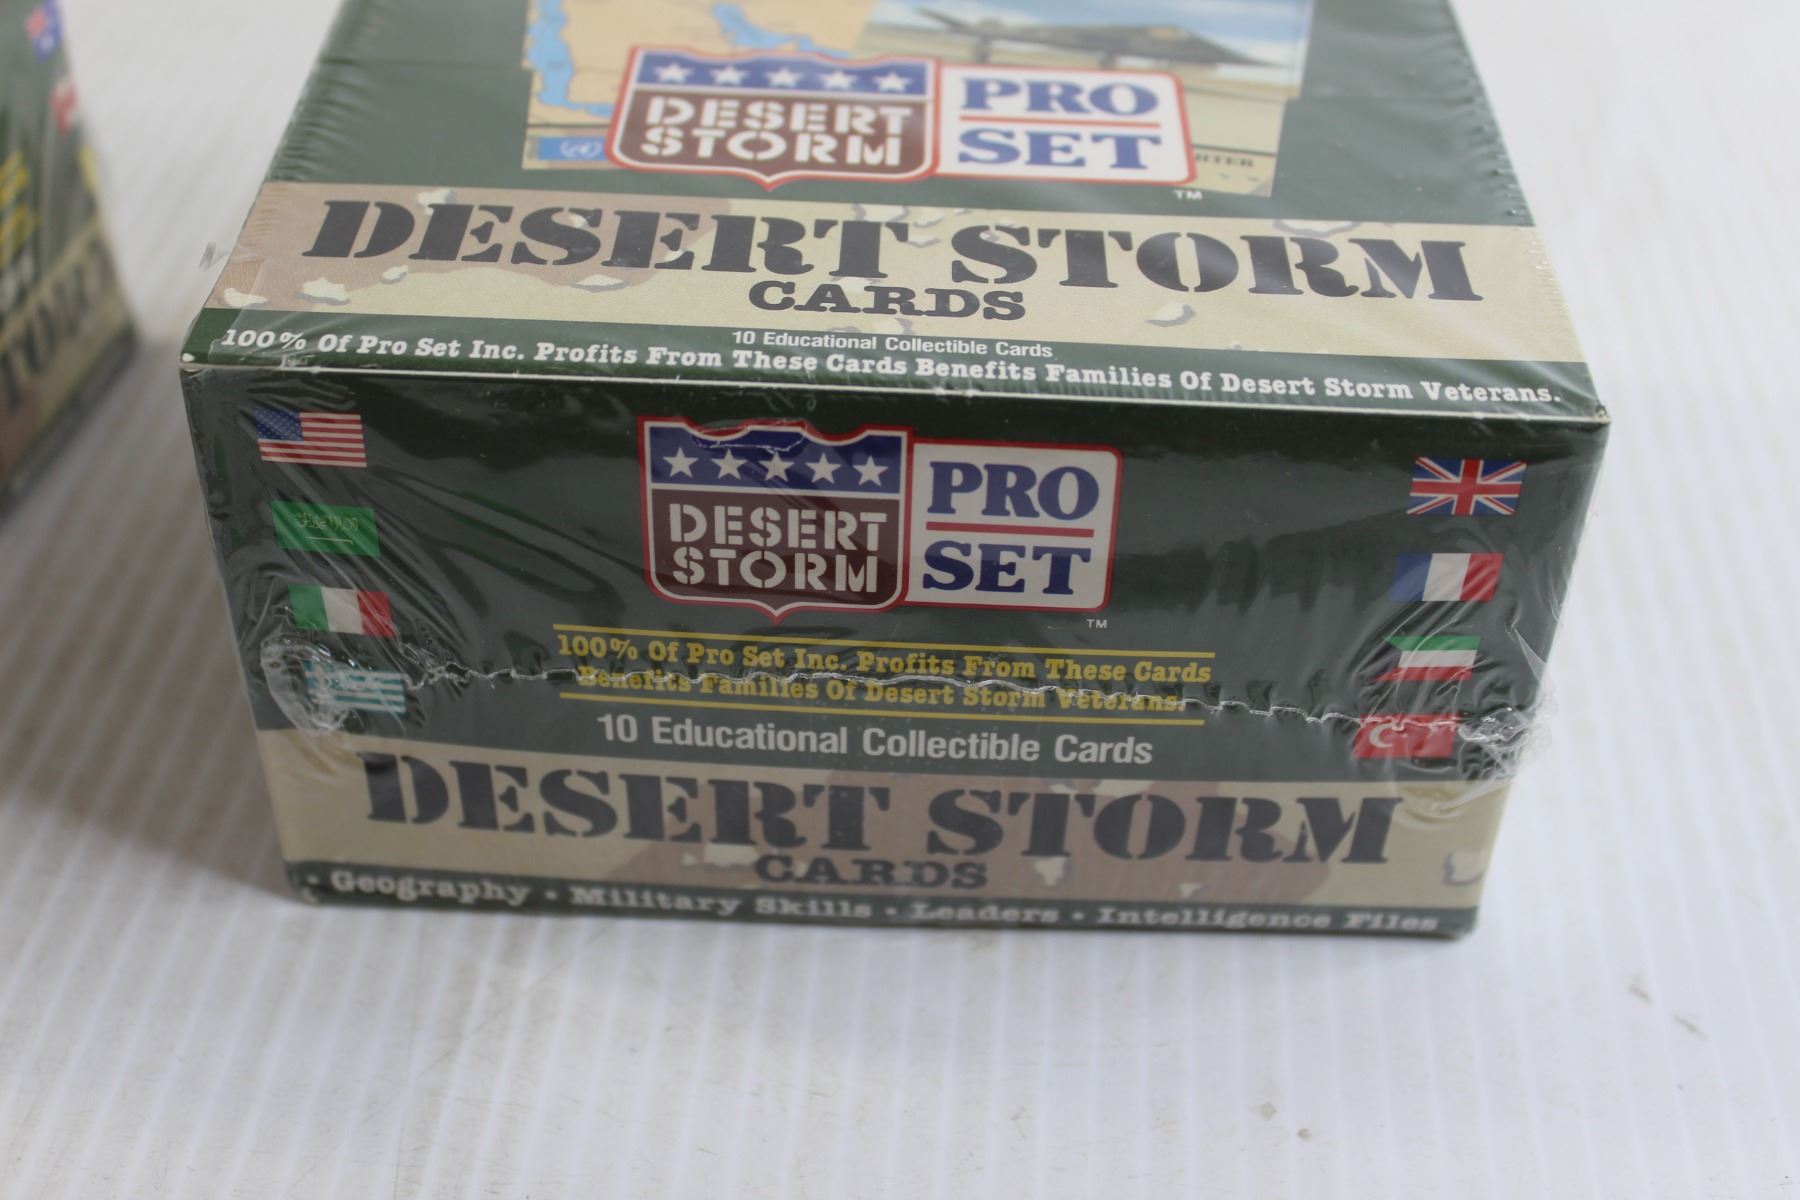 DESERT
STORM
PRO
SET
TM
DESERT STORM
CARDS
10 Educational Collectible Cards
100% Of Pro Set Inc. Profits From These Cards Benefits Families Of Desert Storm Veterans.
DESERT
STORM
PRO
SET
TM
100% Of Pro Set Inc. Profits From These Cards
Benefits Families Of Desert Storm Veterans.
10 Educational Collectible Cards
DESERT STORM
CARDS
• Geography • Military Skills • Leaders • Intelligence Files